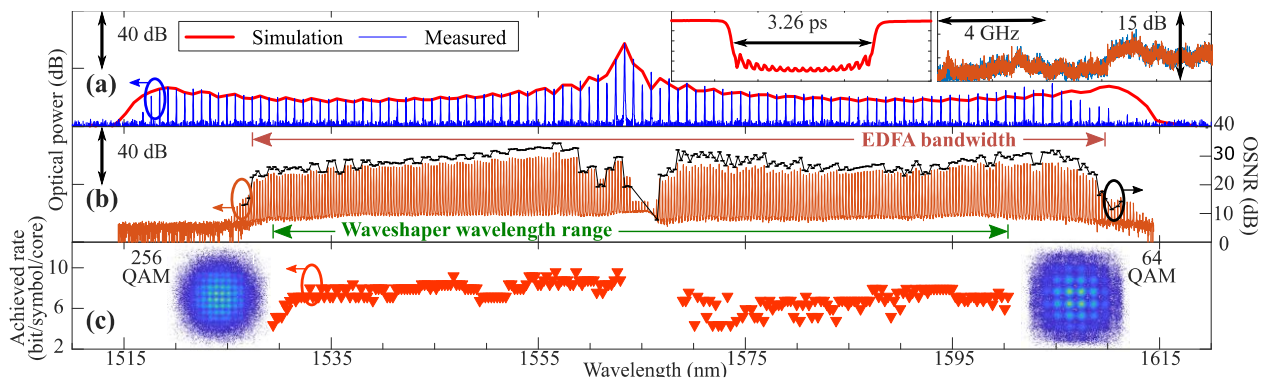 Optical power (dB)
40 dB
Simulation
Measured
3.26 ps
4 GHz
15 dB
(a)
40 dB
EDFA bandwidth
40
30
20
10
0
OSNR
(dB)
(b)
Waveshaper wavelength range
Achieved rate
(bit/symbol/core)
10
6
2
256
QAM
64
QAM
(c)
1515
1535
1555
1575
1595
1615
Wavelength (nm)